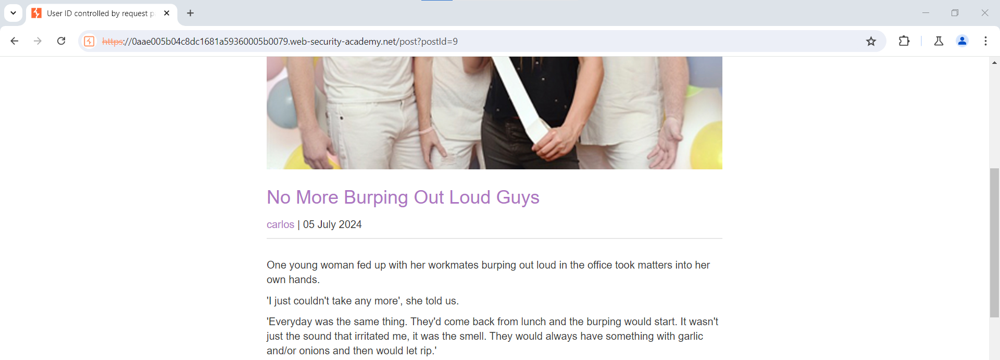 User ID controlled by request p
https://0aae005b04c8dc1681a59360005b0079.web-security-academy.net/post?postId=9
No More Burping Out Loud Guys
carlos | 05 July 2024
One young woman fed up with her workmates burping out loud in the office took matters into her
own hands.
'I just couldn't take any more', she told us.
'Everyday was the same thing. They'd come back from lunch and the burping would start. It wasn't
just the sound that irritated me, it was the smell. They would always have something with garlic
and/or onions and then would let rip.'